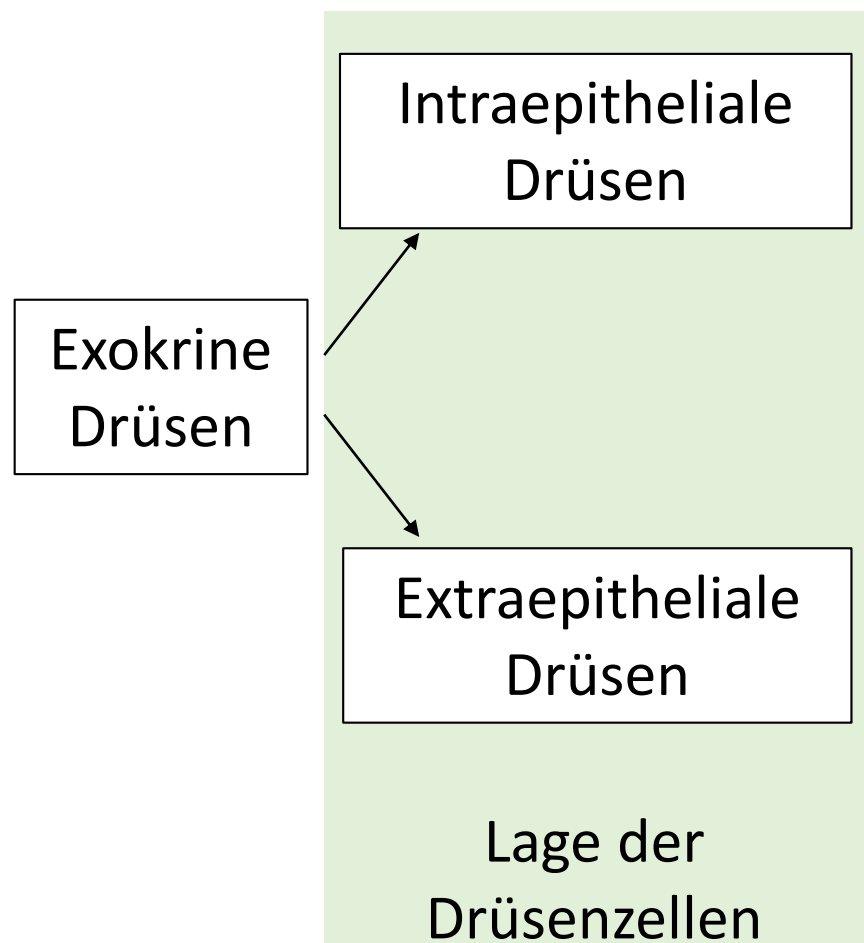 Intraepitheliale
Drüsen
Exokrine
Drüsen
Extraepitheliale
Drüsen
Lage der
Drüsenzellen